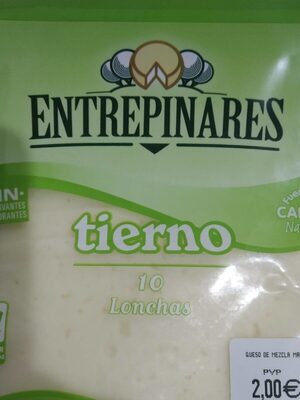 ENTREPINARES
tierno
10
Lonchas
QUESO DE MEZCLA
PVP
2,00€